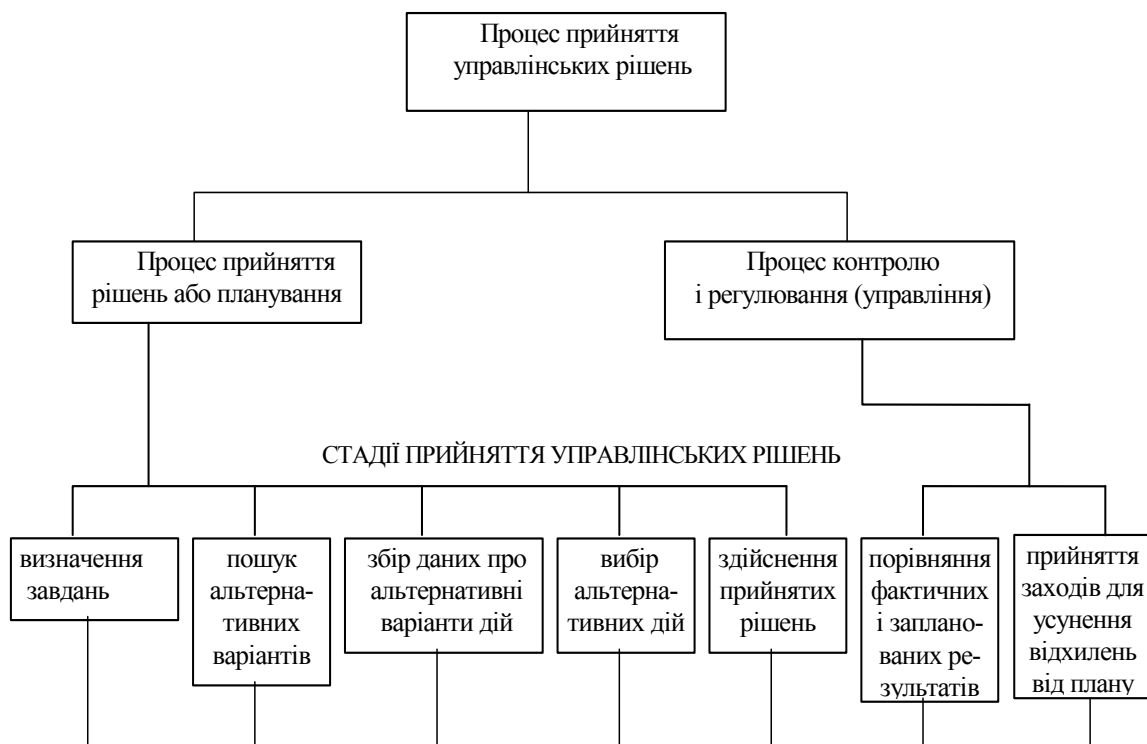 Процес прийняття
управлінських рішень
Процес прийняття
рішень або планування
Процес контролю
і регулювання (управління)
СТАДІЇ ПРИЙНЯТТЯ УПРАВЛІНСЬКИХ РІШЕНЬ
визначення
завдань
пошук
альтерна-
тивних
варіантів
збір даних про
альтернативні
варіанти дій
вибір
альтерна-
тивних дій
здійснення
прийнятих
рішень
порівняння
фактичних
і заплано-
ваних ре-
зультатів
прийняття
заходів для
усунення
відхилень
від плану